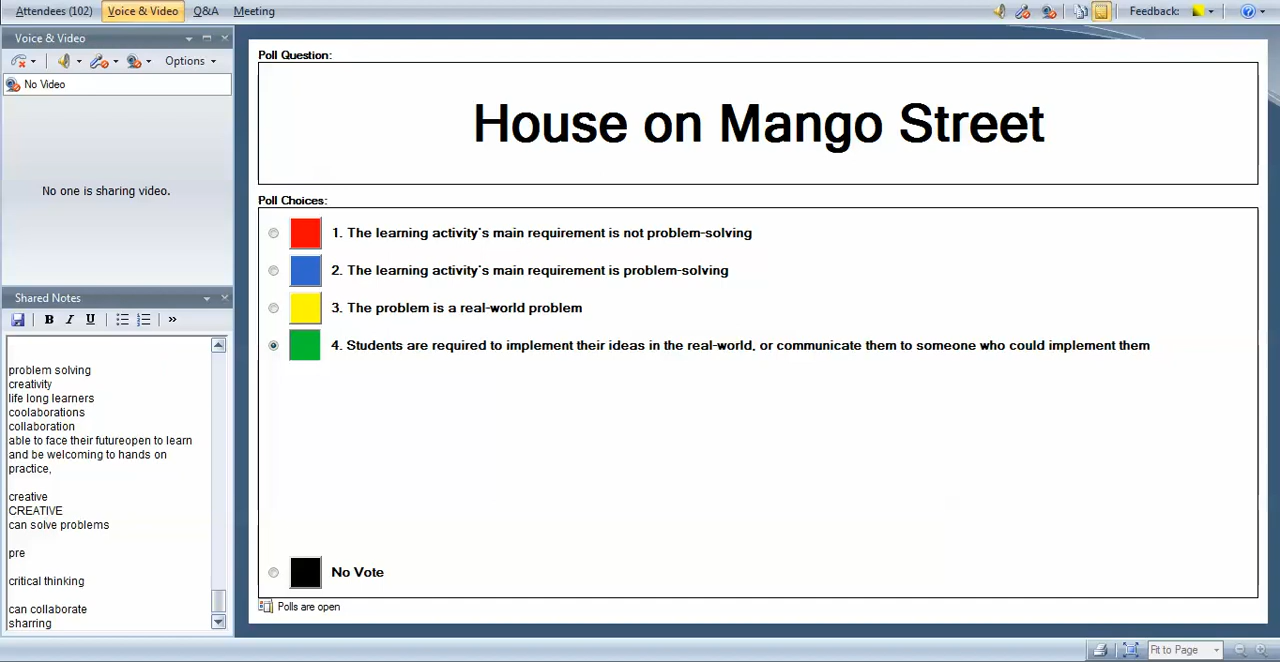 Attendees (102) Voice & Video Q&A Meeting Feedback:
Voice & Video
Options
No Video
No one is sharing video.
Shared Notes
B I U »
problem solving
creativity
life long learners
coolaborations
collaboration
able to face their futureopen to learn
and be welcoming to hands on
practice,
creative
CREATIVE
can solve problems
pre
critical thinking
can collaborate
sharring
Poll Question:
House on Mango Street
Poll Choices:
1. The learning activity's main requirement is not problem-solving
2. The learning activity's main requirement is problem-solving
3. The problem is a real-world problem
4. Students are required to implement their ideas in the real-world, or communicate them to someone who could implement them
No Vote
Polls are open
Fit to Page